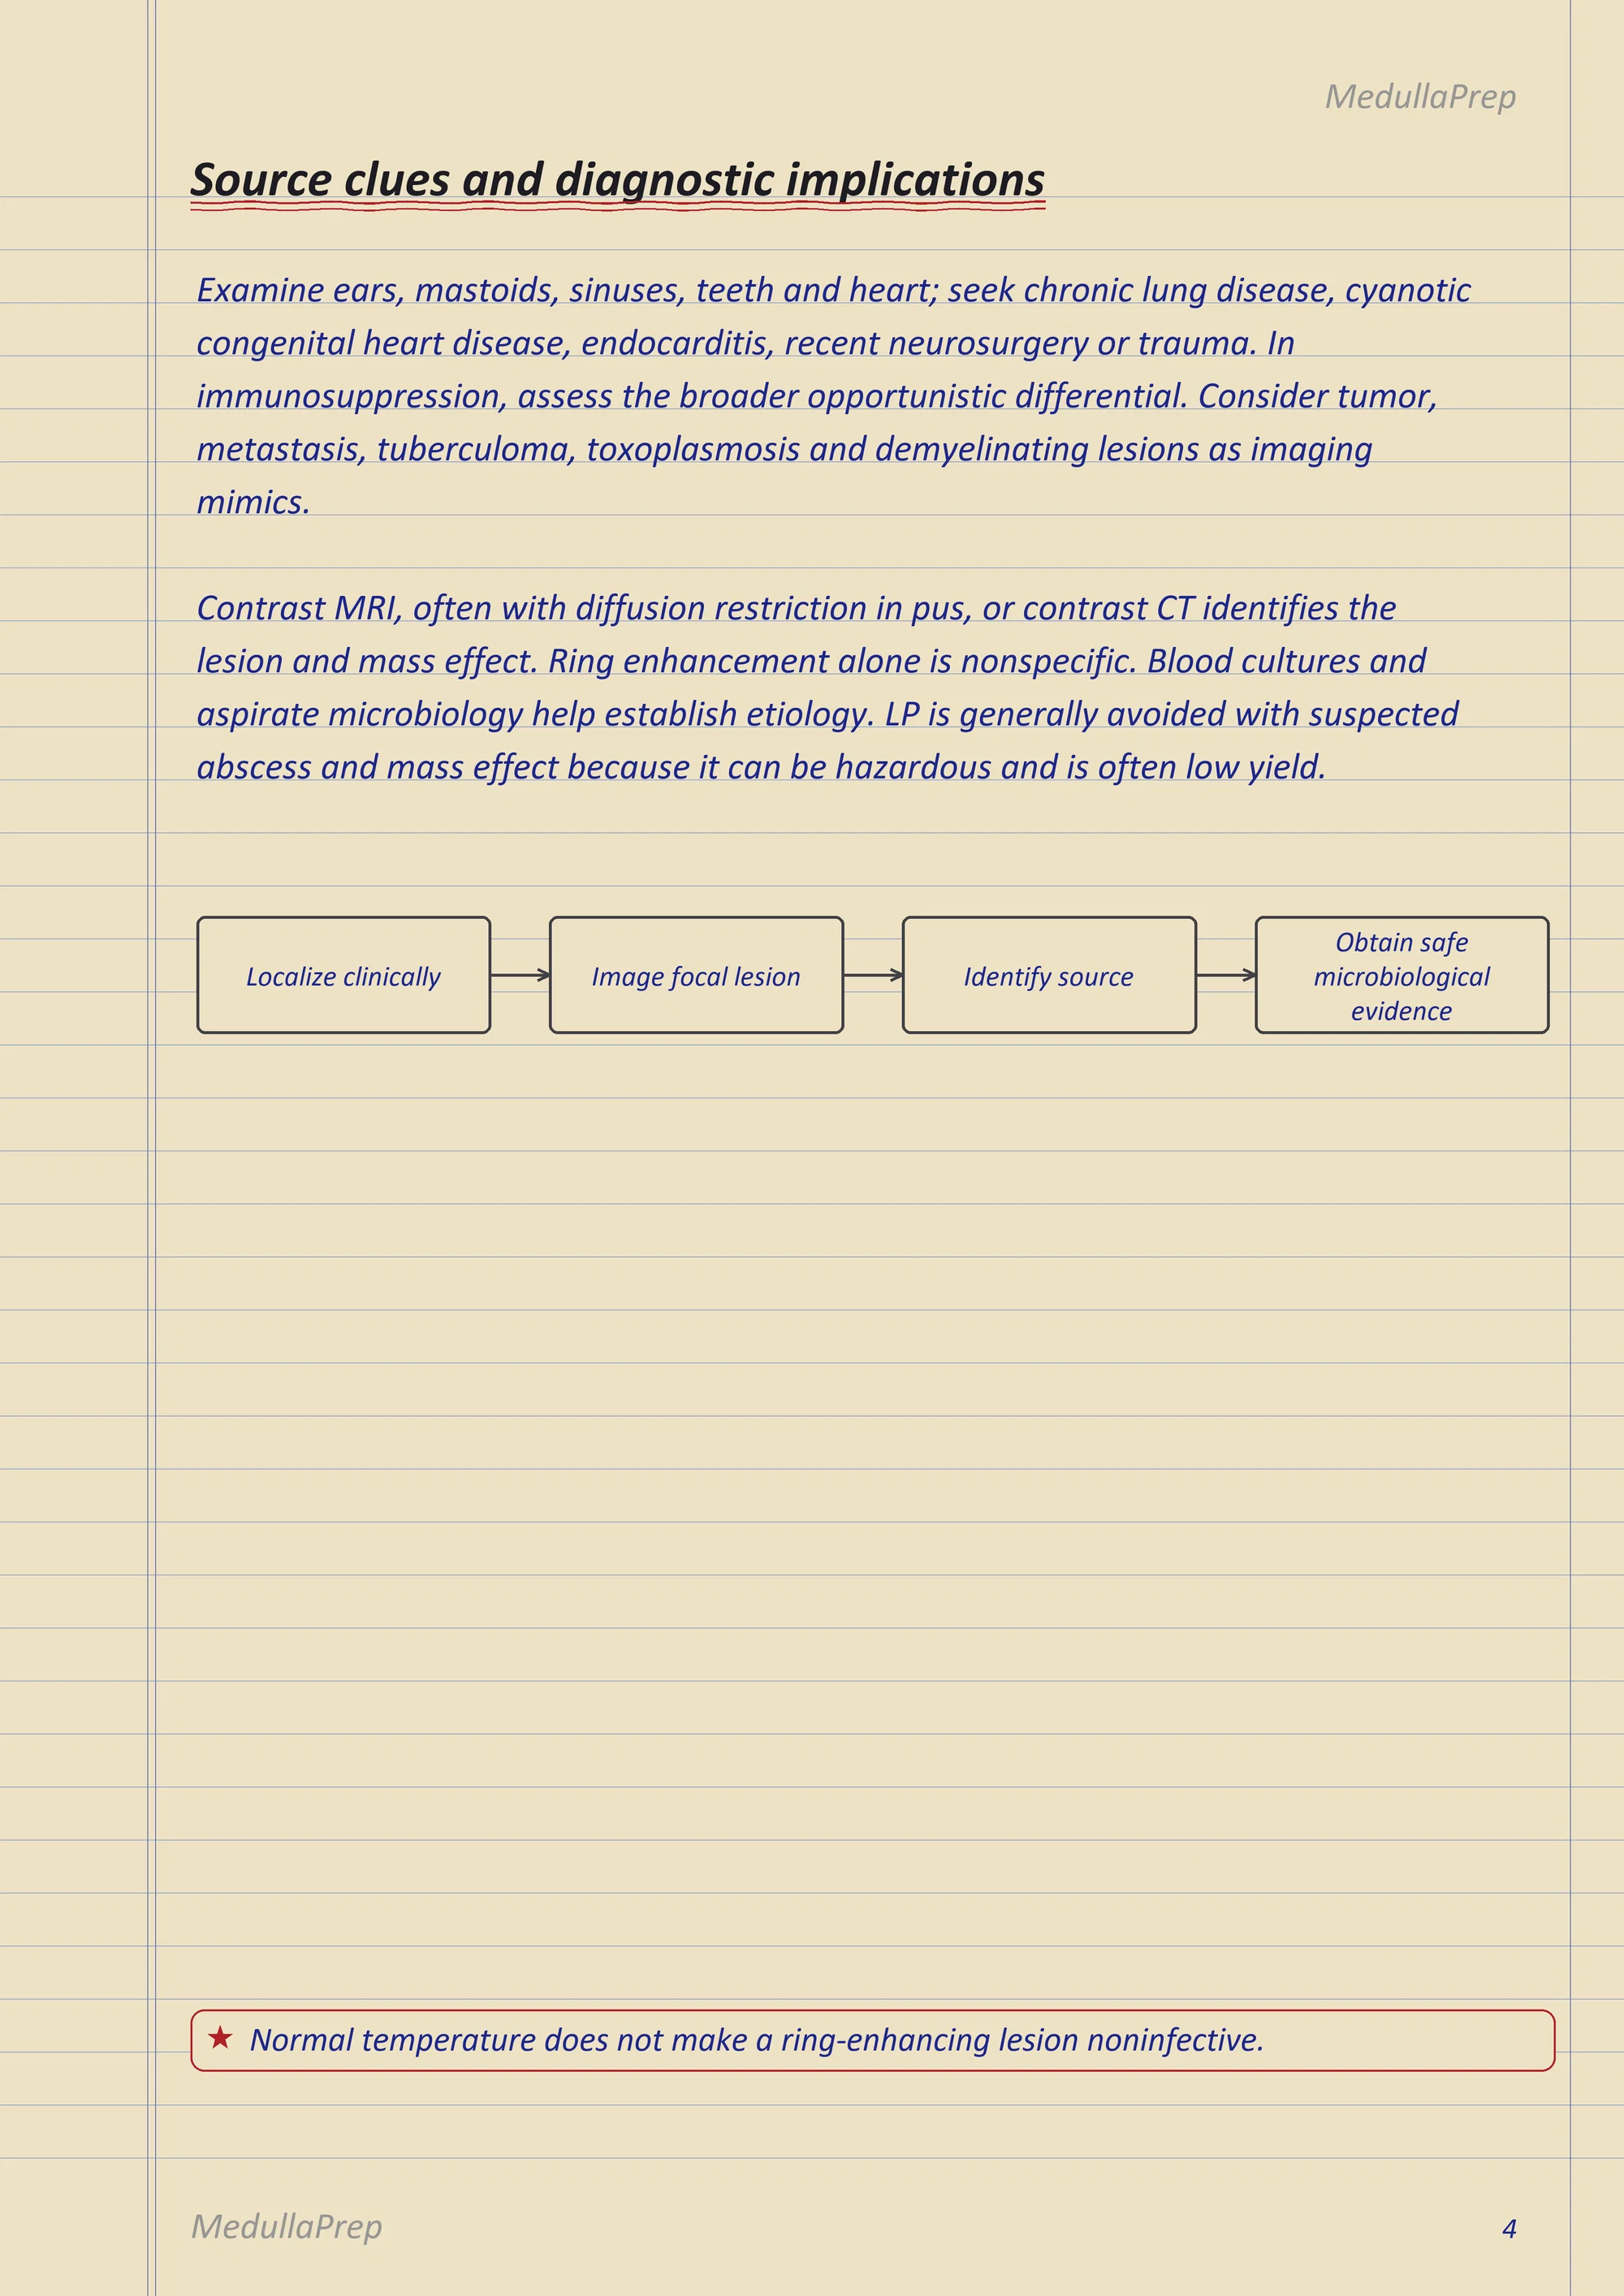 MedullaPrep
Source clues and diagnostic implications
Examine ears, mastoids, sinuses, teeth and heart; seek chronic lung disease, cyanotic
congenital heart disease, endocarditis, recent neurosurgery or trauma. In
immunosuppression, assess the broader opportunistic differential. Consider tumor,
metastasis, tuberculoma, toxoplasmosis and demyelinating lesions as imaging
mimics.
Contrast MRI, often with diffusion restriction in pus, or contrast CT identifies the
lesion and mass effect. Ring enhancement alone is nonspecific. Blood cultures and
aspirate microbiology help establish etiology. LP is generally avoided with suspected
abscess and mass effect because it can be hazardous and is often low yield.
Localize clinically
Image focal lesion
Identify source
Obtain safe
microbiological
evidence
★ Normal temperature does not make a ring-enhancing lesion noninfective.
MedullaPrep
4